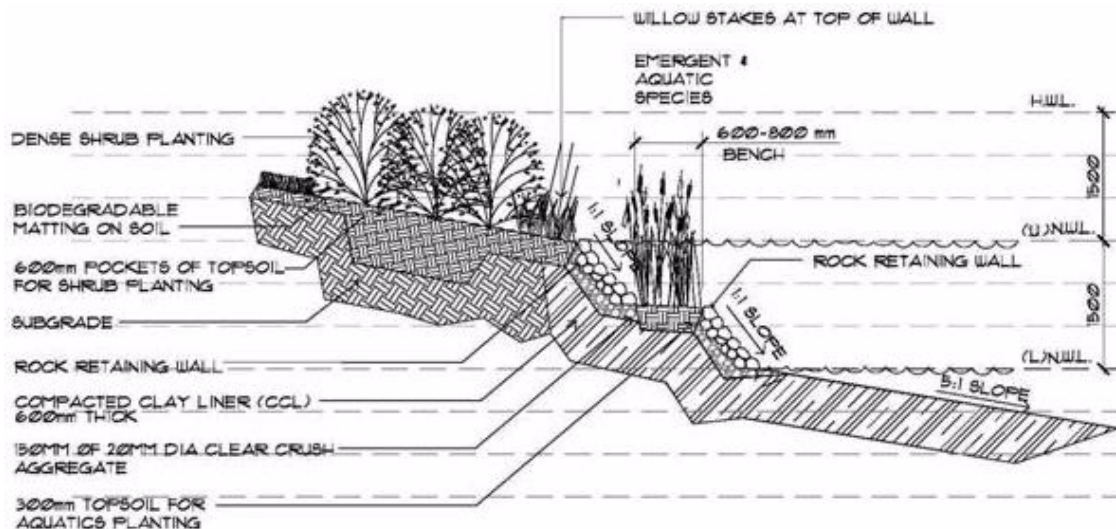 WILLOW STAKES AT TOP OF WALL
EMERGENT &
AQUATIC
SPECIES
H.W.L.
DENSE SHRUB PLANTING
600-800 mm
BENCH
1500
BIODEGRADABLE
MATTING ON SOIL
1:1 SLOPE
(U)N.W.L.
600mm POCKETS OF TOPSOIL
FOR SHRUB PLANTING
ROCK RETAINING WALL
SUBGRADE
1:1 SLOPE
1500
ROCK RETAINING WALL
(L)N.W.L.
5:1 SLOPE
COMPACTED CLAY LINER (CCL)
600mm THICK
150MM OF 20MM DIA CLEAR CRUSH
AGGREGATE
300mm TOPSOIL FOR
AQUATICS PLANTING